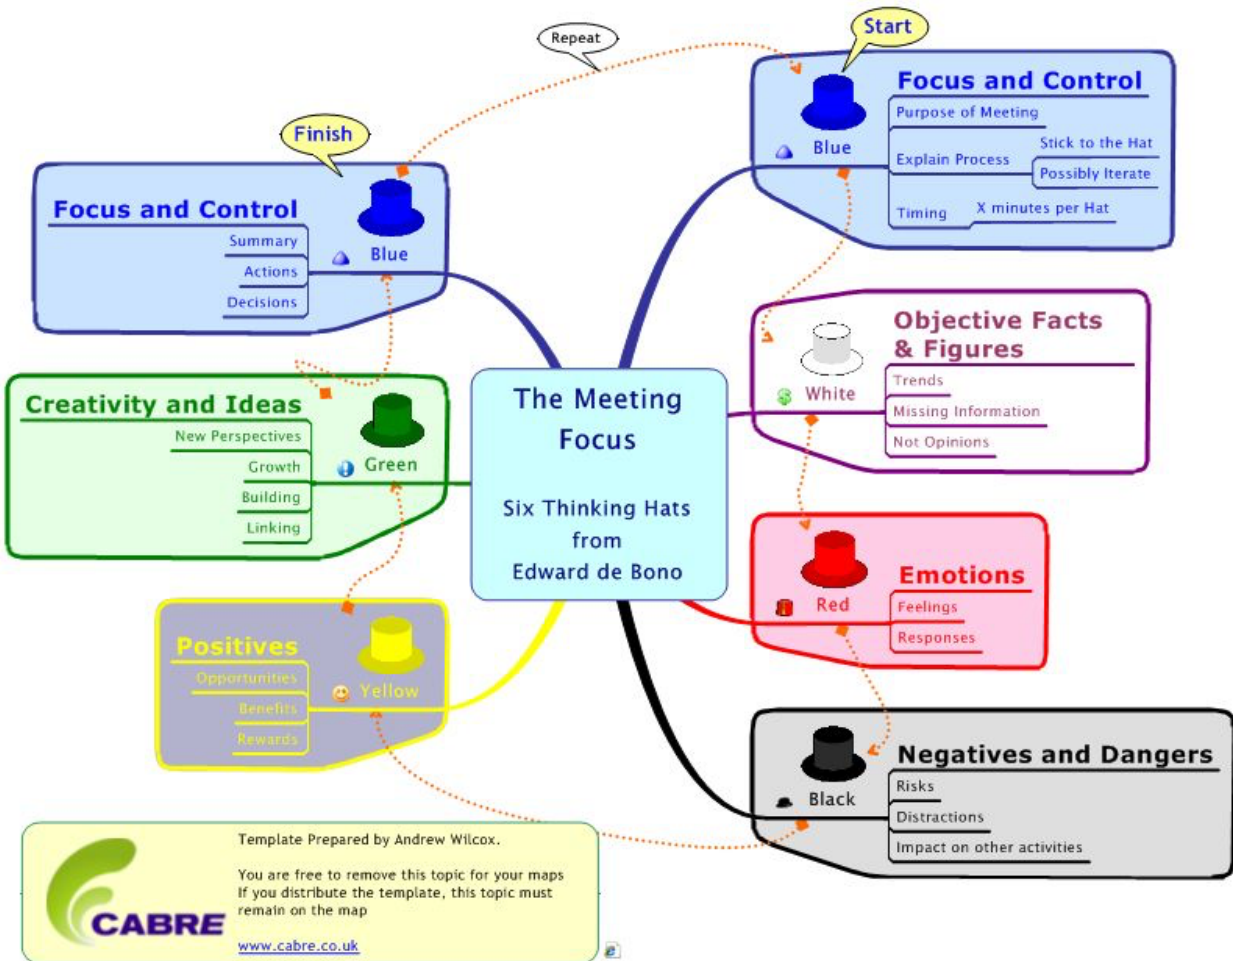 Repeat
Start
Focus and Control
Blue
Purpose of Meeting
Explain Process
Stick to the Hat
Possibly Iterate
Timing
X minutes per Hat
Objective Facts
& Figures
White
Trends
Missing Information
Not Opinions
Emotions
Red
Feelings
Responses
Negatives and Dangers
Black
Risks
Distractions
Impact on other activities
Positives
Yellow
Opportunities
Benefits
Rewards
Creativity and Ideas
Green
New Perspectives
Growth
Building
Linking
Finish
Focus and Control
Blue
Summary
Actions
Decisions
The Meeting
Focus
Six Thinking Hats
from
Edward de Bono
CABRE
Template Prepared by Andrew Wilcox.
You are free to remove this topic for your maps
If you distribute the template, this topic must
remain on the map
www.cabre.co.uk